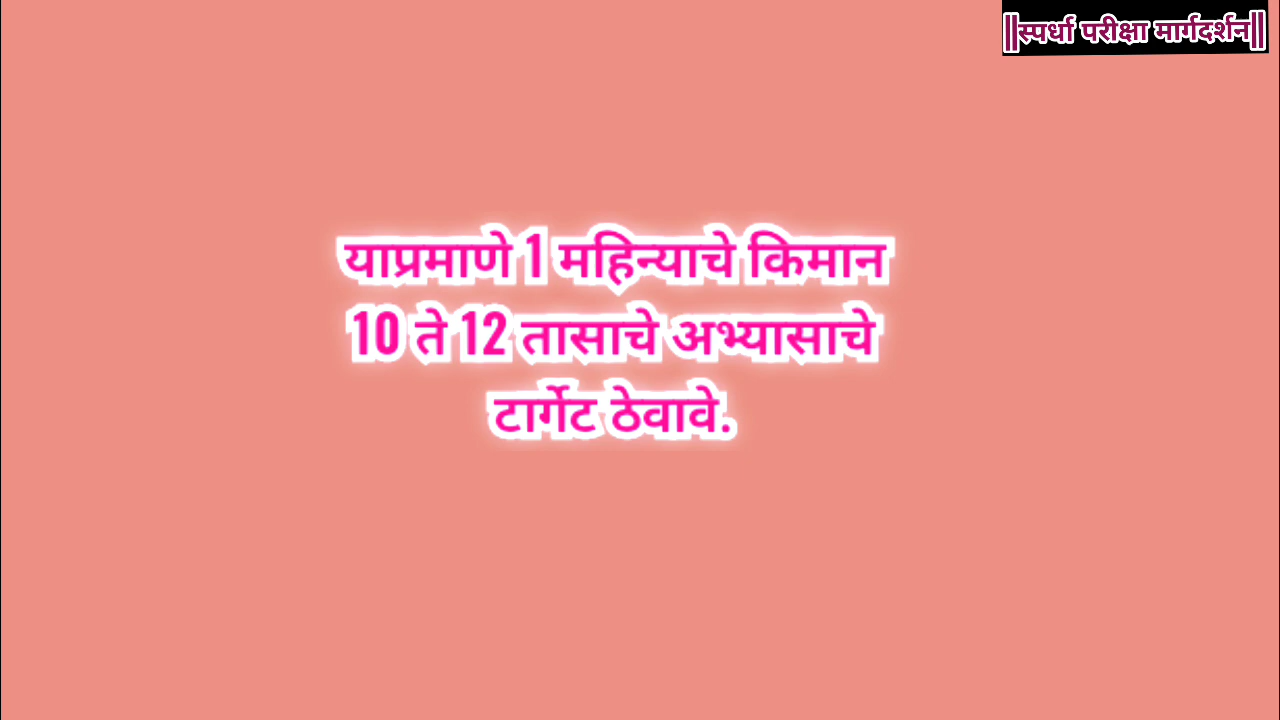 ||स्पर्धा परीक्षा मार्गदर्शन||
याप्रमाणे 1 महिन्याचे किमान
10 ते 12 तासाचे अभ्यासाचे
टार्गेट ठेवावे.